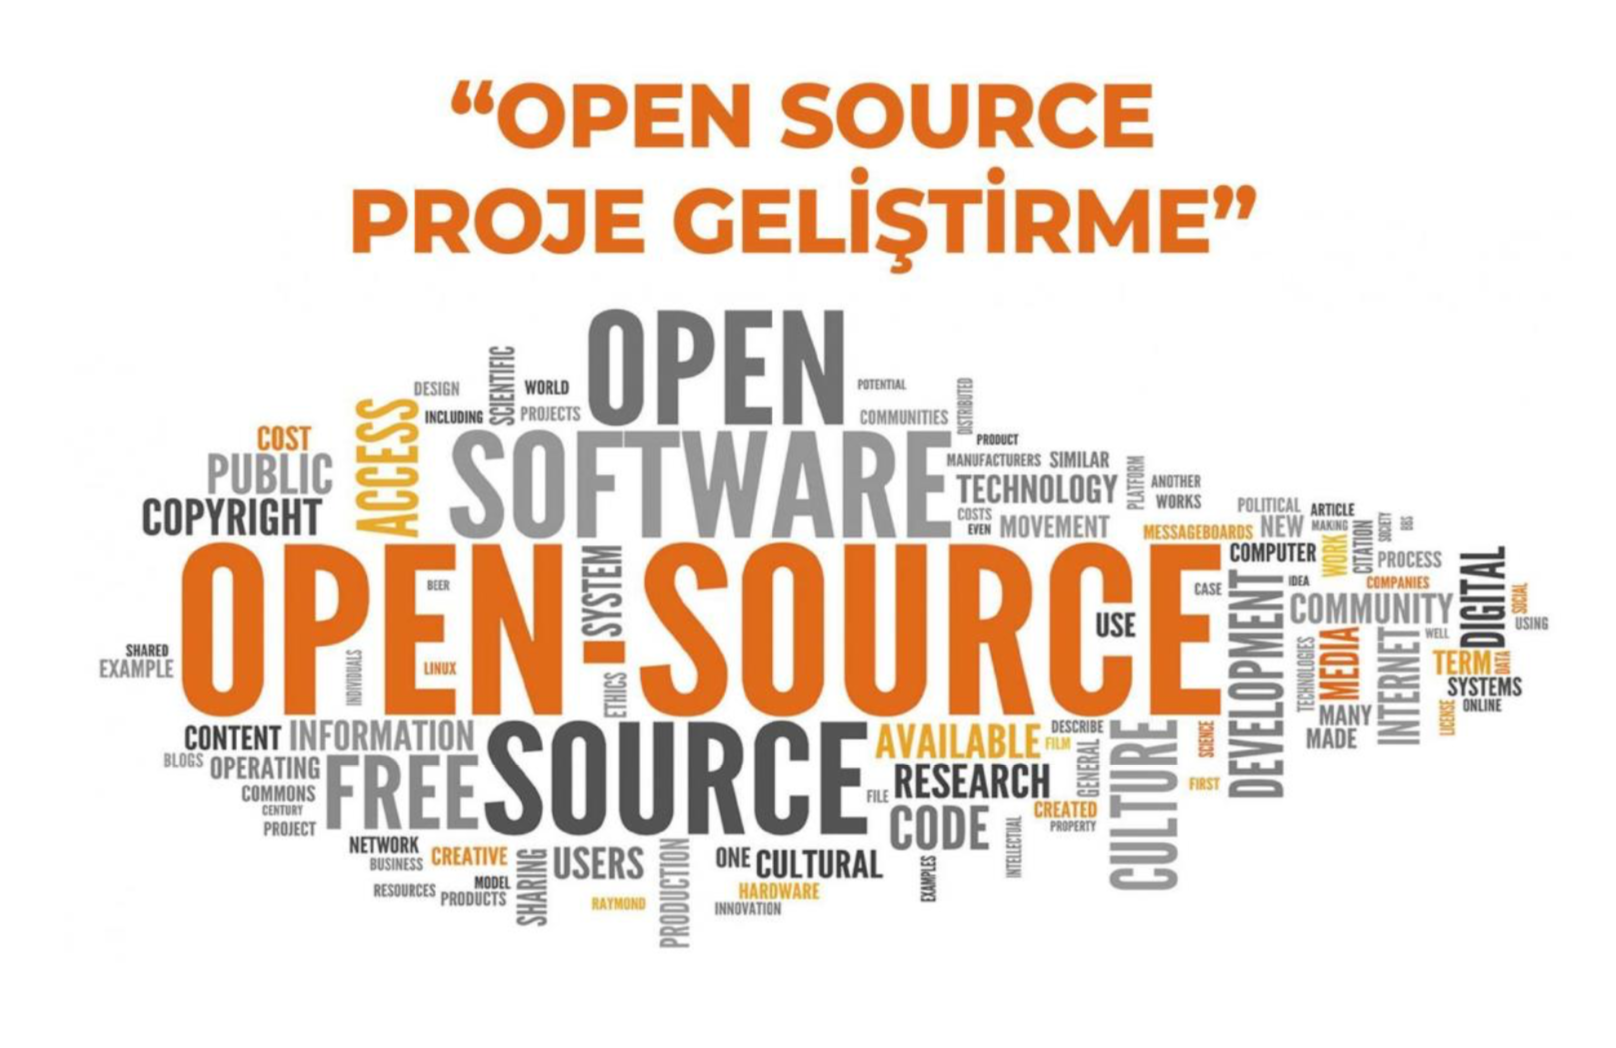 “OPEN SOURCE
PROJE GELİŞTİRME”
OPEN
SCIENTIFIC
DESIGN
WORLD
POTENTIAL
DISTRIBUTED
INCLUDING
PROJECTS
COMMUNITIES
ACCESS
COST
SOFTWARE
PRODUCT
PUBLIC
MANUFACTURERS
SIMILAR
PLATFORM
TECHNOLOGY
ANOTHER
WORKS
COPYRIGHT
COSTS
EVEN
MOVEMENT
MESSAGEBOARDS
POLITICAL
ARTICLE
NEW
MAKING
WORK
CITATION
SOCIETY
BBS
OPEN-SOURCE
SYSTEM
COMPUTER
PROCESS
DIGITAL
BEER
CASE
IDEA
COMPANIES
SOCIAL
DEVELOPMENT
COMMUNITY
USE
USING
WELL
SHARED
EXAMPLE
INDIVIDUALS
LINUX
ETHICS
TECHNOLOGIES
MEDIA
INTERNET
TERM
DATA
SYSTEMS
ONLINE
LICENSE
MANY
MADE
CONTENT
INFORMATION
SOURCE
AVAILABLE
FILM
DESCRIBE
GENERAL
CULTURE
SCIENCE
BLOGS
OPERATING
FREE
RESEARCH
FIRST
COMMONS
FILE
CENTURY
CREATED
CODE
PROPERTY
PROJECT
INTELLECTUAL
NETWORK
BUSINESS
CREATIVE
SHARING
USERS
PRODUCTION
ONE
CULTURAL
EXAMPLES
RESOURCES
MODEL
PRODUCTS
HARDWARE
RAYMOND
INNOVATION